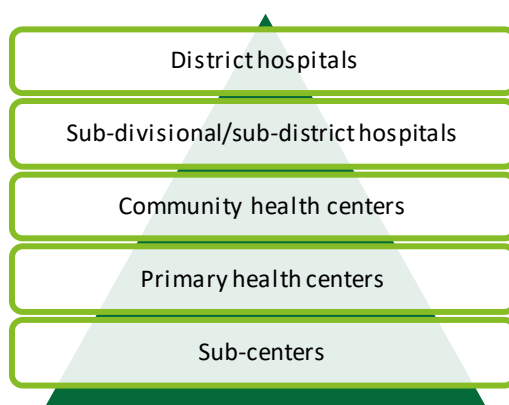 District hospitals
Sub-divisional/sub-district hospitals
Community health centers
Primary health centers
Sub-centers